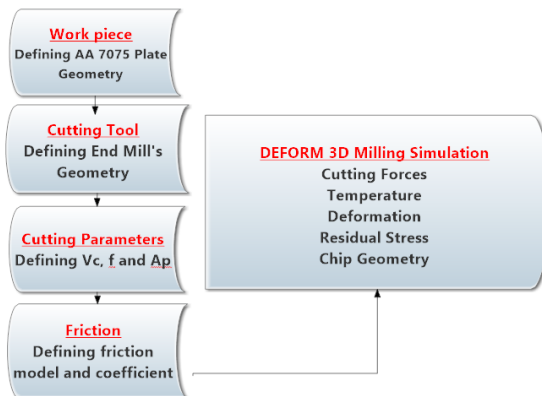 Work piece
Defining AA 7075 Plate
Geometry
Cutting Tool
Defining End Mill's
Geometry
Cutting Parameters
Defining Vc, f and Ap
Friction
Defining friction
model and coefficient
DEFORM 3D Milling Simulation
Cutting Forces
Temperature
Deformation
Residual Stress
Chip Geometry